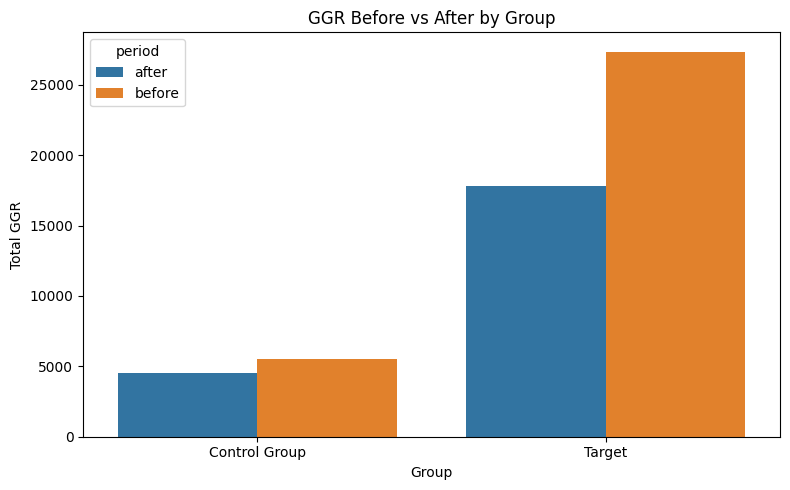 GGR Before vs After by Group
period
after
before
25000
20000
15000
10000
5000
0
Total GGR
Control Group
Target
Group